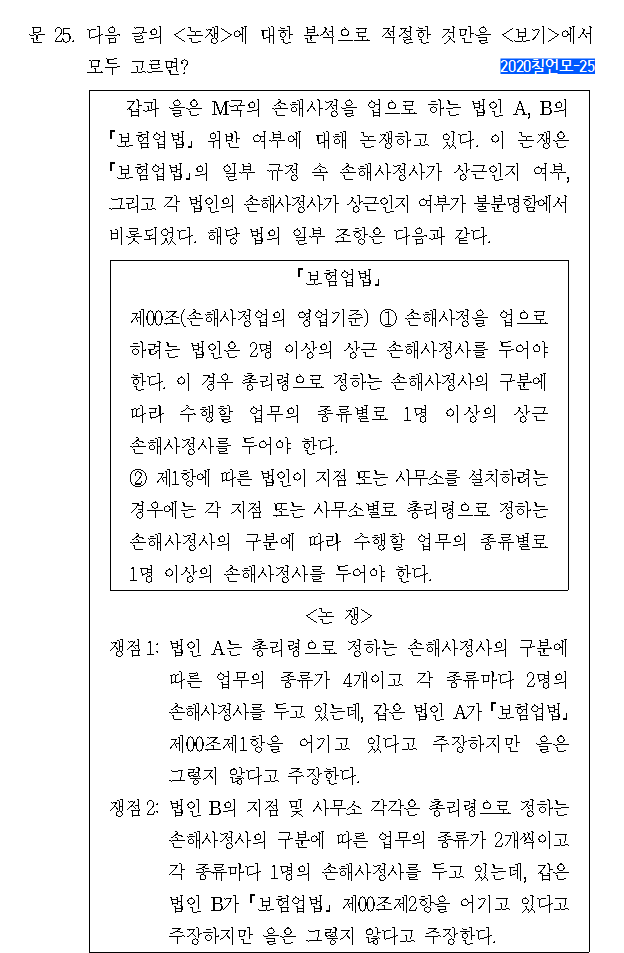 문 25. 다음 글의 <논쟁>에 대한 분석으로 적절한 것만을 <보기>에서
모두 고르면?
2020칠언모-25
갑과 을은 M국의 손해사정을 업으로 하는 법인 A, B의
『보험업법』 위반 여부에 대해 논쟁하고 있다. 이 논쟁은
『보험업법』의 일부 규정 속 손해사정사가 상근인지 여부,
그리고 각 법인의 손해사정사가 상근인지 여부가 불분명함에서
비롯되었다. 해당 법의 일부 조항은 다음과 같다.
『보험업법』
제00조(손해사정업의 영업기준) ① 손해사정을 업으로
하려는 법인은 2명 이상의 상근 손해사정사를 두어야
한다. 이 경우 총리령으로 정하는 손해사정사의 구분에
따라 수행할 업무의 종류별로 1명 이상의 상근
손해사정사를 두어야 한다.
② 제1항에 따른 법인이 지점 또는 사무소를 설치하려는
경우에는 각 지점 또는 사무소별로 총리령으로 정하는
손해사정사의 구분에 따라 수행할 업무의 종류별로
1명 이상의 손해사정사를 두어야 한다.
<논 쟁>
쟁점 1: 법인 A는 총리령으로 정하는 손해사정사의 구분에
따른 업무의 종류가 4개이고 각 종류마다 2명의
손해사정사를 두고 있는데, 갑은 법인 A가 『보험업법』
제00조제1항을 어기고 있다고 주장하지만 을은
그렇지 않다고 주장한다.
쟁점 2: 법인 B의 지점 및 사무소 각각은 총리령으로 정하는
손해사정사의 구분에 따른 업무의 종류가 2개씩이고
각 종류마다 1명의 손해사정사를 두고 있는데, 갑은
법인 B가 『보험업법』 제00조제2항을 어기고 있다고
주장하지만 을은 그렇지 않다고 주장한다.